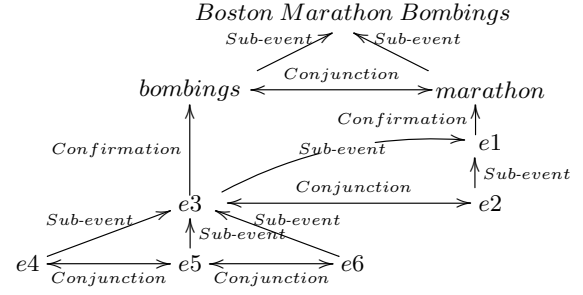 Boston Marathon Bombings
Sub-event Sub-event
bombings Conjunction marathon
Confirmation
Confirmation Sub-event e1
Sub-event
Conjunction
e3 e2
Sub-event Sub-event Sub-event
e4 e5 e6
Conjunction Conjunction